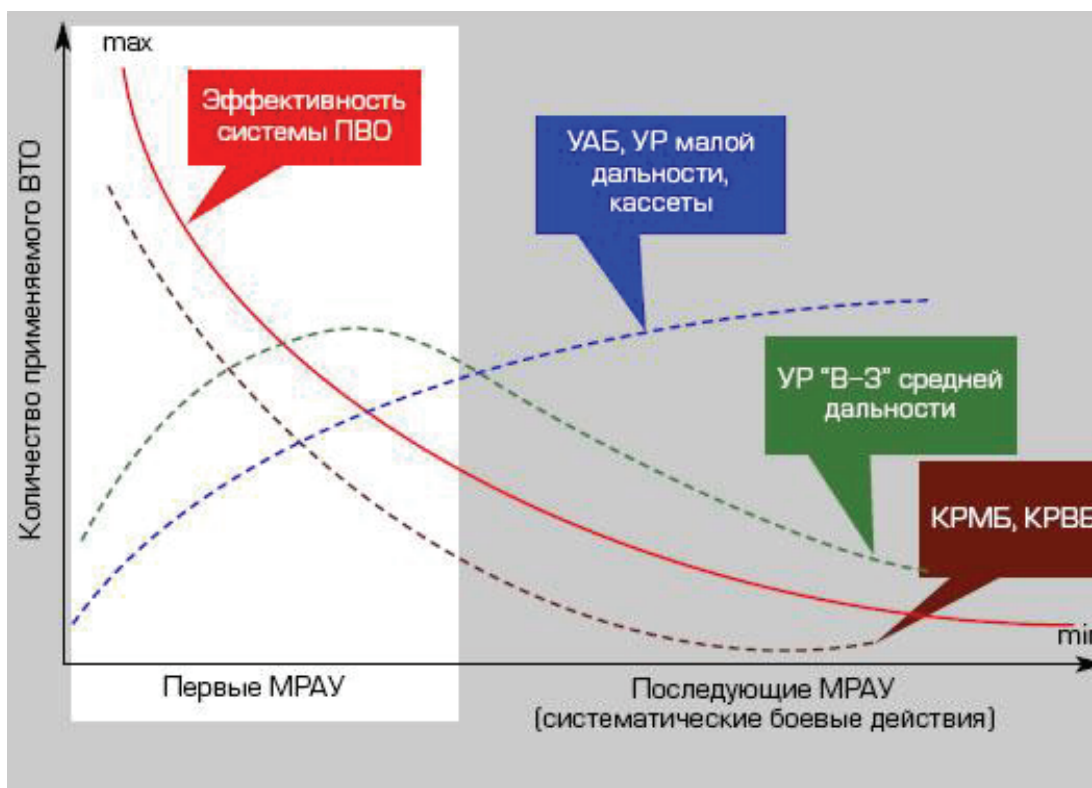 max
Эффективность
системы ПВО
УАБ, УР малой
дальности,
кассеты
УР "В–З" средней
дальности
КРМБ, КРВБ
min
Количество применяемого ВТО
Первые МРАУ
Последующие МРАУ
(систематические боевые действия)